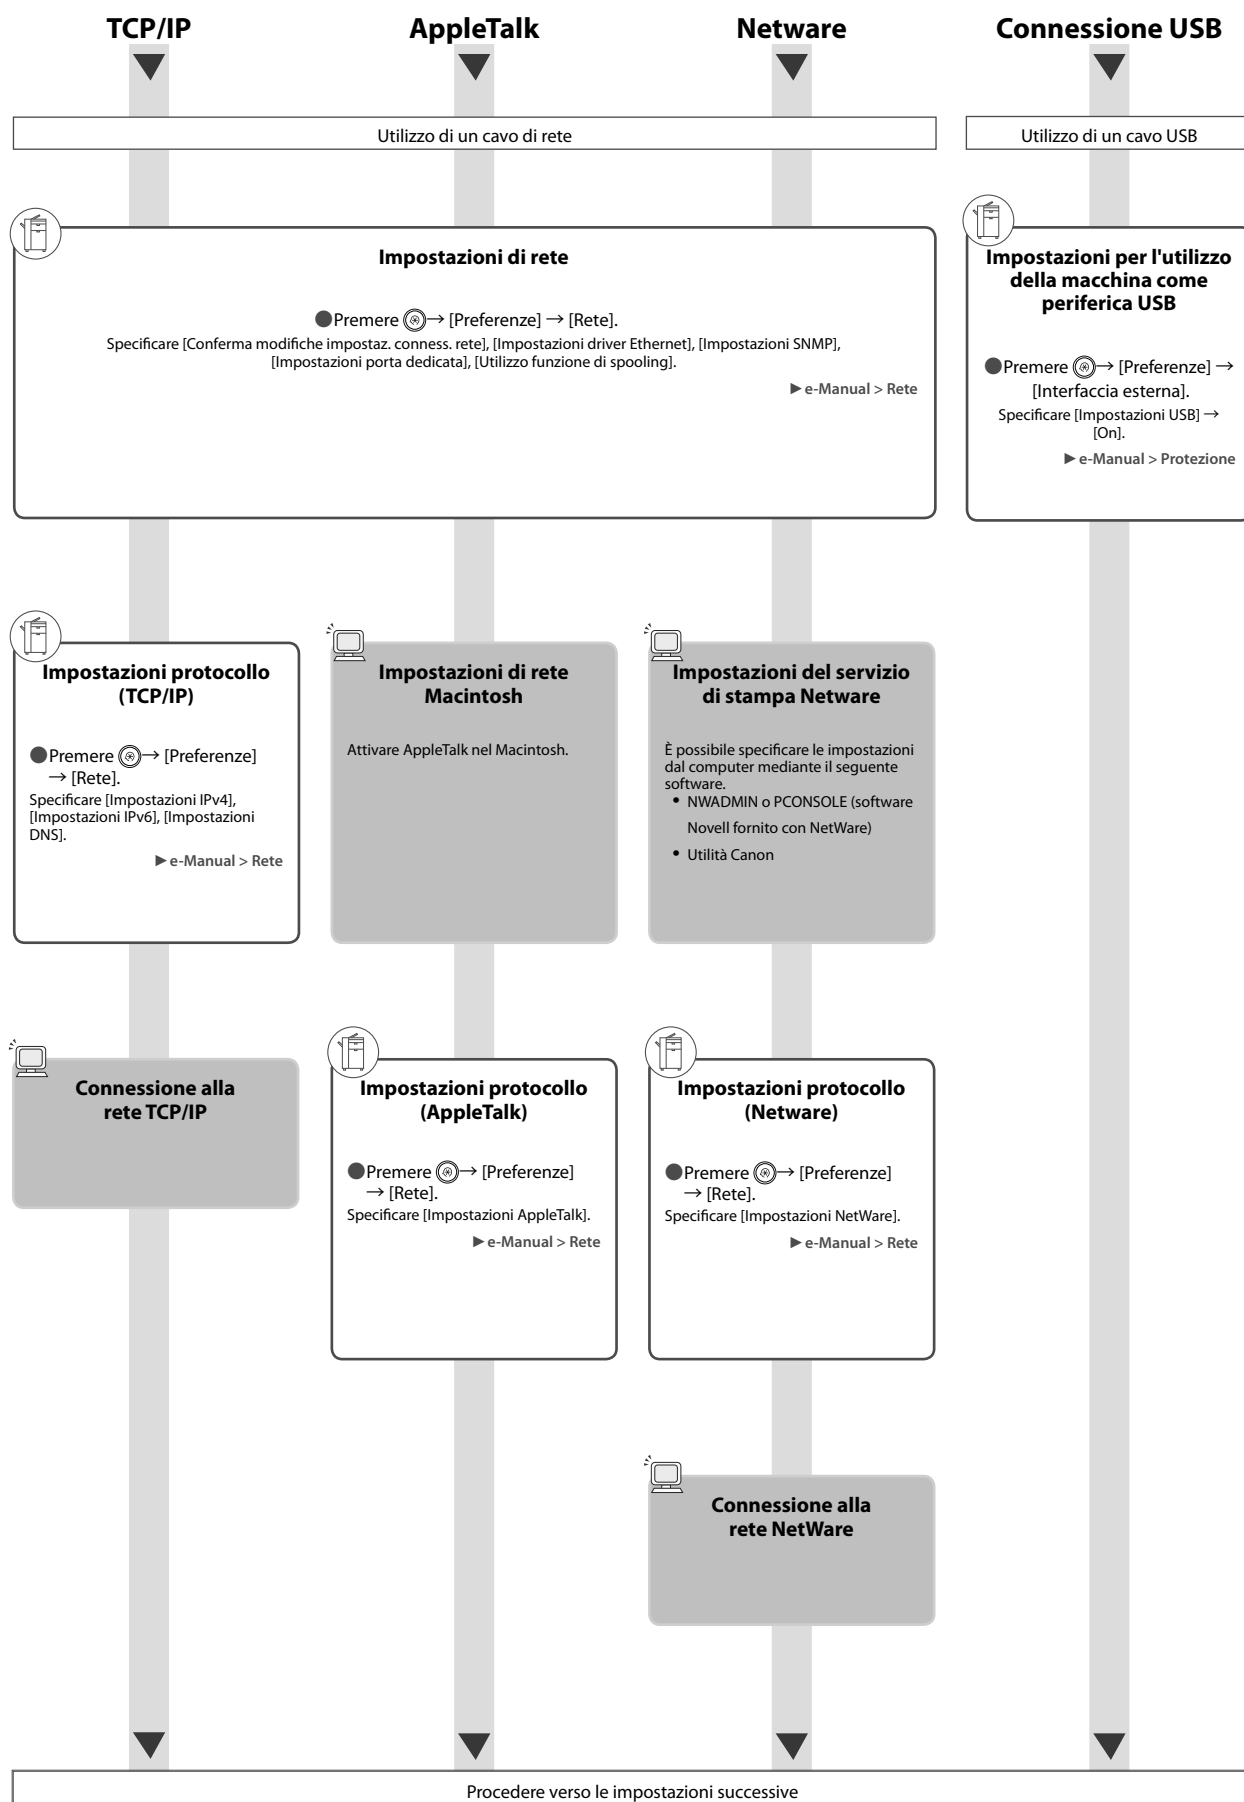 TCP/IP
AppleTalk
Netware
Connessione USB
Utilizzo di un cavo di rete
Utilizzo di un cavo USB
Impostazioni di rete
●Premere → [Preferenze] → [Rete].
Specificare [Conferma modifiche impostaz. conness. rete], [Impostazioni driver Ethernet], [Impostazioni SNMP],
[Impostazioni porta dedicata], [Utilizzo funzione di spooling].
►e-Manual > Rete
Impostazioni per l'utilizzo
della macchina come
periferica USB
●Premere → [Preferenze] →
[Interfaccia esterna].
Specificare [Impostazioni USB] →
[On].
►e-Manual > Protezione
Impostazioni protocollo
(TCP/IP)
●Premere → [Preferenze]
→ [Rete].
Specificare [Impostazioni IPv4],
[Impostazioni IPv6], [Impostazioni
DNS].
►e-Manual > Rete
Impostazioni di rete
Macintosh
Attivare AppleTalk nel Macintosh.
Impostazioni del servizio
di stampa Netware
È possibile specificare le impostazioni
dal computer mediante il seguente
software.
• NWADMIN o PCONSOLE (software
Novell fornito con NetWare)
• Utilità Canon
Connessione alla
rete TCP/IP
Impostazioni protocollo
(AppleTalk)
●Premere → [Preferenze]
→ [Rete].
Specificare [Impostazioni AppleTalk].
►e-Manual > Rete
Impostazioni protocollo
(Netware)
●Premere → [Preferenze]
→ [Rete].
Specificare [Impostazioni NetWare].
►e-Manual > Rete
Connessione alla
rete NetWare
Procedere verso le impostazioni successive